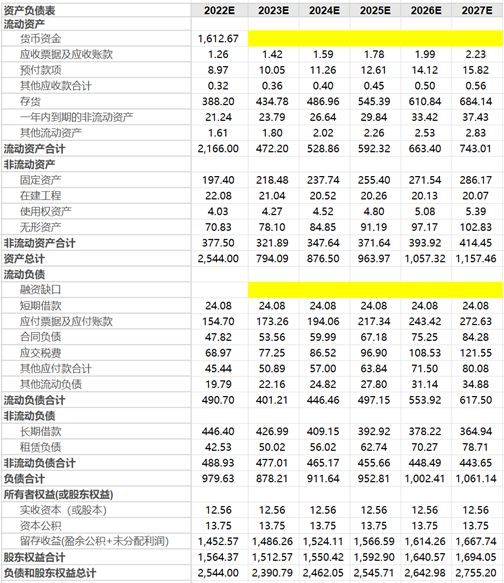 资产负债表 2022E 2023E 2024E 2025E 2026E 2027E
流动资产
货币资金 1,612.67
应收票据及应收账款 1.26 1.42 1.59 1.78 1.99 2.23
预付款项 8.97 10.05 11.26 12.61 14.12 15.82
其他应收款合计 0.32 0.36 0.40 0.45 0.50 0.56
存货 388.20 434.78 486.96 545.39 610.84 684.14
一年内到期的非流动资产 21.24 23.79 26.64 29.84 33.42 37.43
其他流动资产 1.61 1.80 2.02 2.26 2.53 2.83
流动资产合计 2,166.00 472.20 528.86 592.32 663.40 743.01
非流动资产
固定资产 197.40 218.48 237.74 255.40 271.54 286.17
在建工程 22.08 21.04 20.52 20.26 20.13 20.07
使用权资产 4.03 4.27 4.52 4.80 5.08 5.39
无形资产 70.83 78.10 84.85 91.19 97.17 102.83
非流动资产合计 377.50 321.89 347.64 371.64 393.92 414.45
资产总计 2,544.00 794.09 876.50 963.97 1,057.32 1,157.46
流动负债
融资缺口
短期借款 24.08 24.08 24.08 24.08 24.08 24.08
应付票据及应付账款 154.70 173.26 194.06 217.34 243.42 272.63
合同负债 47.82 53.56 59.99 67.18 75.25 84.28
应交税费 68.97 77.25 86.52 96.90 108.53 121.55
其他应付款合计 45.44 50.89 57.00 63.84 71.50 80.08
其他流动负债 19.79 22.16 24.82 27.80 31.14 34.88
流动负债合计 490.70 401.21 446.46 497.15 553.92 617.50
非流动负债
长期借款 446.40 426.99 409.15 392.92 378.22 364.94
租赁负债 42.53 50.02 56.02 62.74 70.27 78.71
非流动负债合计 488.93 477.01 465.17 455.66 448.49 443.65
负债合计 979.63 878.21 911.64 952.81 1,002.41 1,061.14
所有者权益(或股东权益)
实收资本（或股本） 12.56 12.56 12.56 12.56 12.56 12.56
资本公积 13.75 13.75 13.75 13.75 13.75 13.75
留存收益(盈余公积+未分配利润) 1,452.57 1,486.26 1,524.11 1,566.59 1,614.26 1,667.74
股东权益合计 1,564.37 1,512.57 1,550.42 1,592.90 1,640.57 1,694.05
负债和股东权益总计 2,544.00 2,390.79 2,462.05 2,545.71 2,642.98 2,755.20